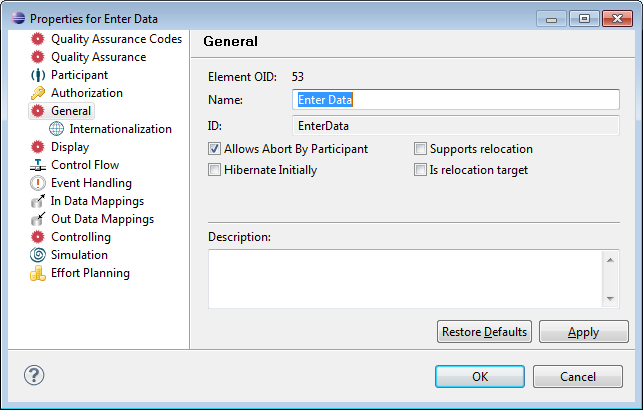 Properties for Enter Data
Quality Assurance Codes
Quality Assurance
Participant
Authorization
General
Internationalization
Display
Control Flow
Event Handling
In Data Mappings
Out Data Mappings
Controlling
Simulation
Effort Planning
General
Element OID: 53
Name: Enter Data
ID: EnterData
Allows Abort By Participant Supports relocation
Hibernate Initially Is relocation target
Description:
Restore Defaults Apply
? OK Cancel